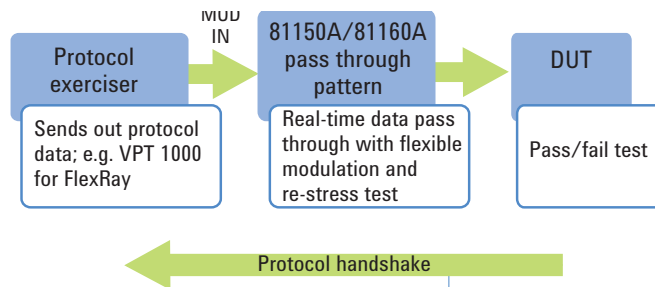 MOD
IN
Protocol
exerciser
81150A/81160A
pass through
pattern
DUT
Sends out protocol
data; e.g. VPT 1000
for FlexRay
Real-time data pass
through with flexible
modulation and
re-stress test
Pass/fail test
Protocol handshake